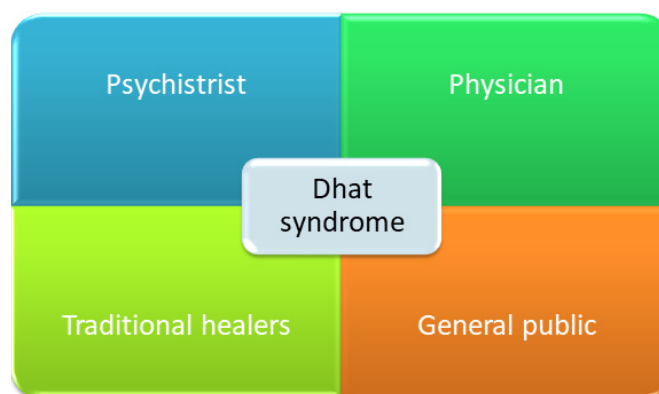 Psychistrist
Physician
Dhat
syndrome
Traditional healers
General public